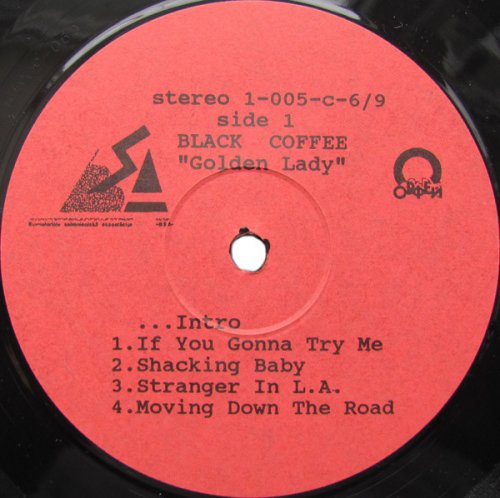 stereo 1-005-c-6/9
side 1
BLACK COFFEE
"Golden Lady"
...Intro
1.If You Gonna Try Me
2.Shacking Baby
3.Stranger In L.A.
4.Moving Down The Road